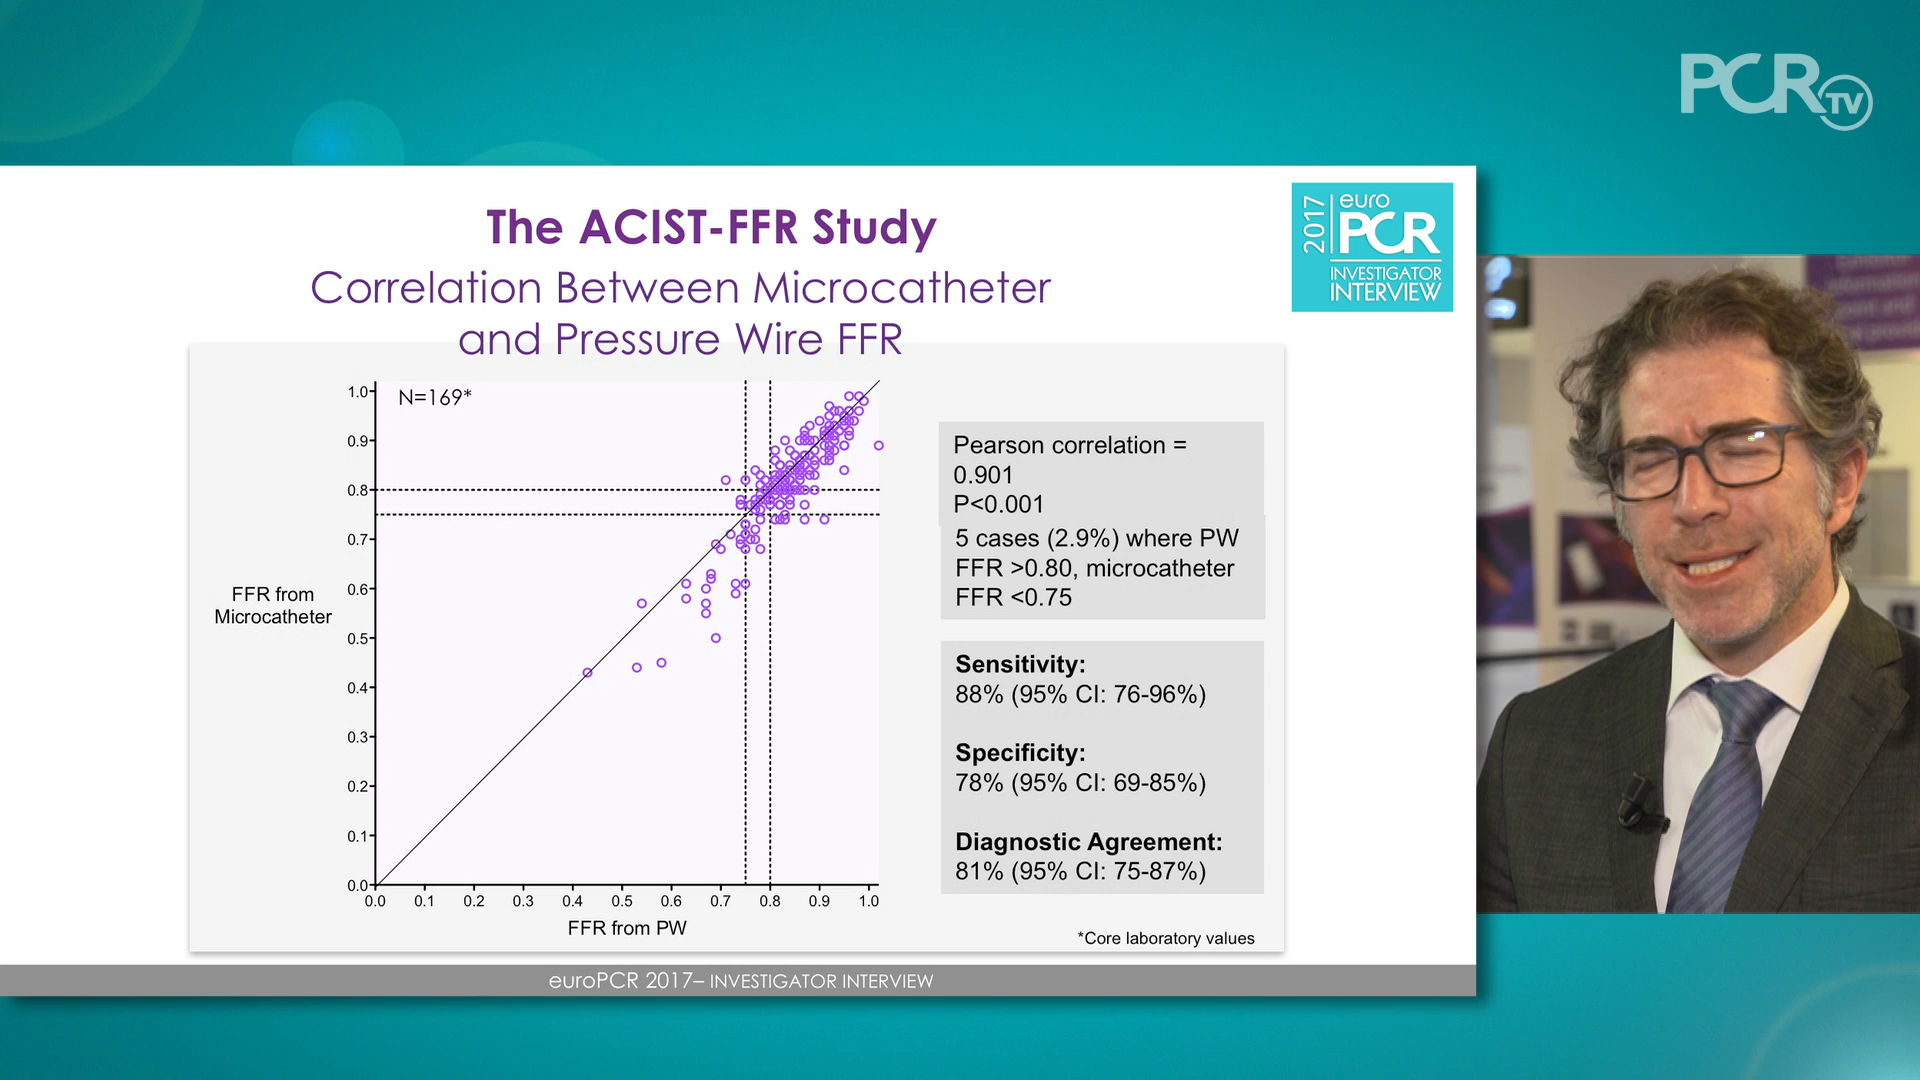 PCR TV
The ACIST-FFR Study
Correlation Between Microcatheter
and Pressure Wire FFR
2017 euro
PCR
INVESTIGATOR
INTERVIEW
N=169*
1.0
0.9
0.8
0.7
0.6
0.5
0.4
0.3
0.2
0.1
0.0
FFR from
Microcatheter
0.0 0.1 0.2 0.3 0.4 0.5 0.6 0.7 0.8 0.9 1.0
FFR from PW
Pearson correlation =
0.901
P<0.001
5 cases (2.9%) where PW
FFR >0.80, microcatheter
FFR <0.75
Sensitivity:
88% (95% CI: 76-96%)
Specificity:
78% (95% CI: 69-85%)
Diagnostic Agreement:
81% (95% CI: 75-87%)
*Core laboratory values
euroPCR 2017– INVESTIGATOR INTERVIEW